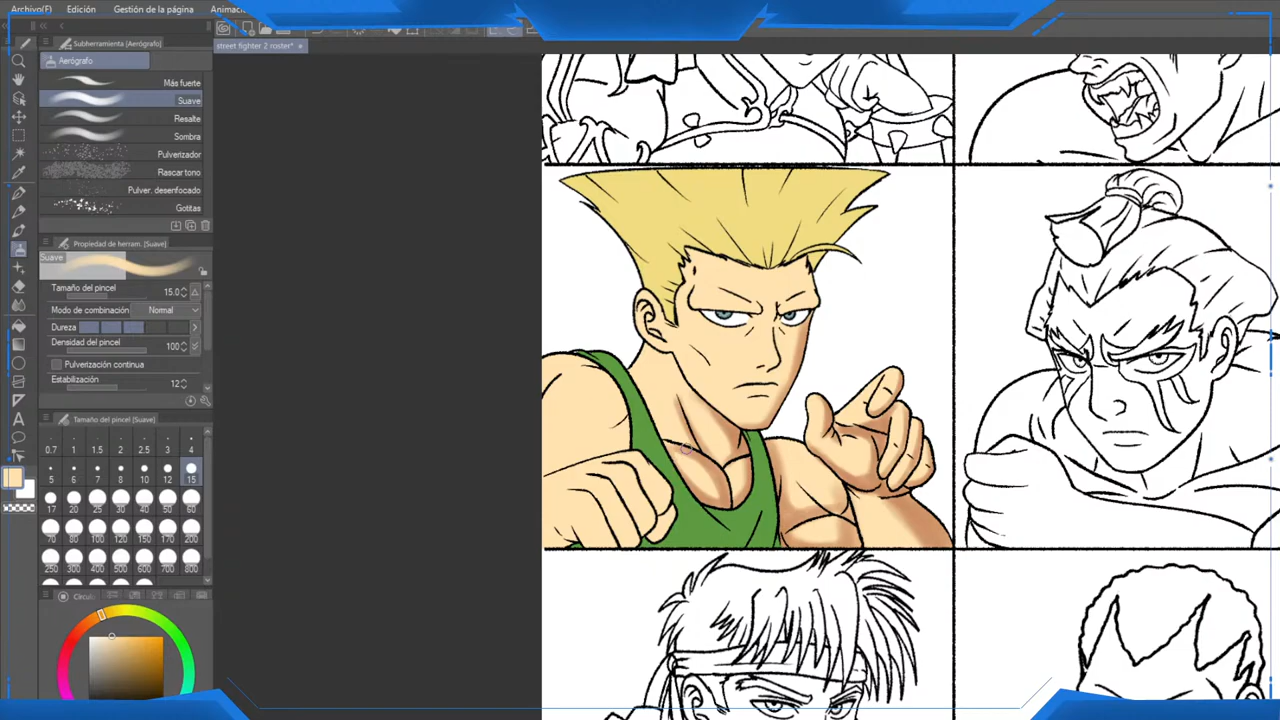 Archivo(F) Edición Gestión de la página Animació
Subherramienta (Aerógrafo)
street fighter 2 roster*
Aerógrafo
Más fuerte
Suave
Resalte
Sombra
Pulverizador
Rascar tono
Pulver. desenfocado
Gotitas
Propiedad de herram. [Suave]
Suave
Tamaño del pincel 15.0
Modo de combinación Normal
Dureza
Densidad del pincel 100
Pulverización continua
Estabilización 12
Tamaño del pincel [Suave]
0.7 1 1.5 2 3 4
5 6 7 8 10 12 15
17 20 25 30 40 50 60
70 80 100 120 150 170 200
250 300 400 500 600 700 800
Círcul